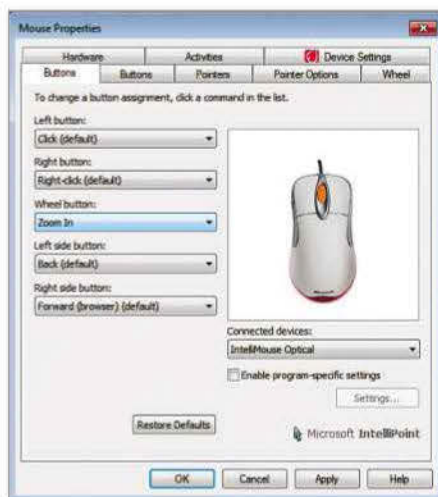 Mouse Properties
Hardware Activities Device Settings
Buttons Buttons Pointers Pointer Options Wheel
To change a button assignment, click a command in the list.
Left button:
Click (default)
Right button:
Right-click (default)
Wheel button:
Zoom In
Left side button:
Back (default)
Right side button:
Forward (browser) (default)
Connected devices:
IntelliMouse Optical
Enable program-specific settings
Settings...
Restore Defaults
Microsoft IntelliPoint
OK Cancel Apply Help